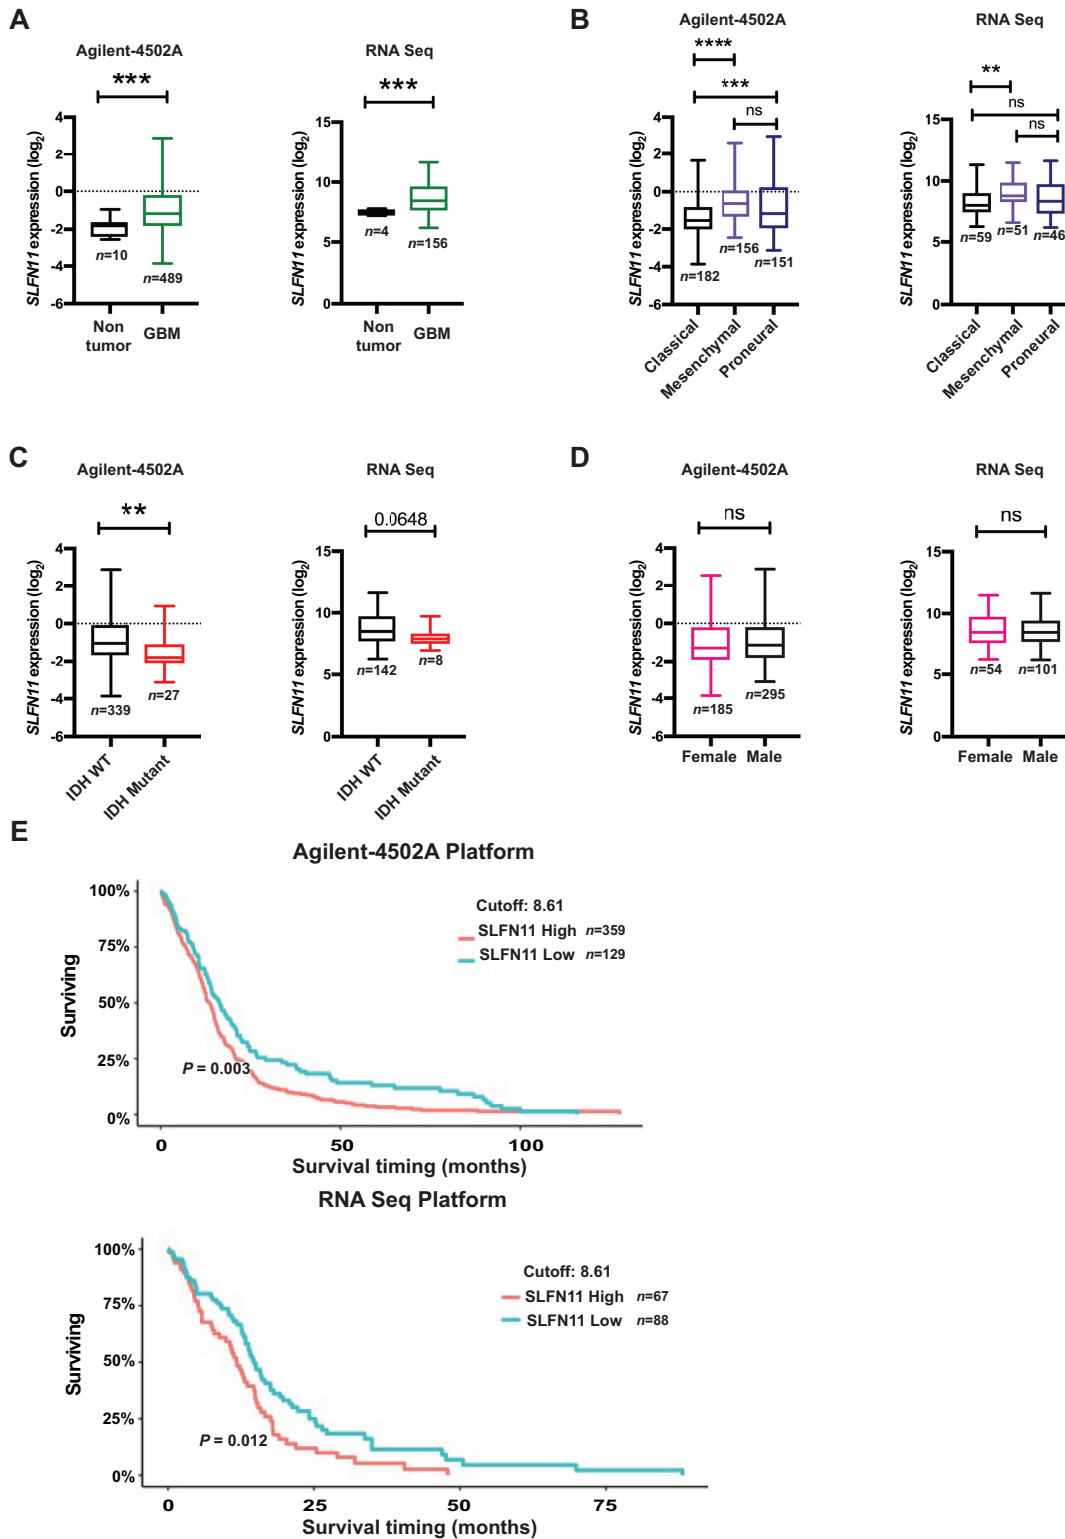 A
Agilent-4502A
***
SLFN11 expression (log2)
4
2
0
-2
-4
-6
n=10
n=489
Non
tumor
GBM
RNA Seq
***
SLFN11 expression (log2)
15
10
5
0
n=4
n=156
Non
tumor
GBM
B
Agilent-4502A
****
***
ns
SLFN11 expression (log2)
4
2
0
-2
-4
-6
n=182
n=156
n=151
Classical
Mesenchymal
Proneural
RNA Seq
**
ns
ns
SLFN11 expression (log2)
15
10
5
0
n=59
n=51
n=46
Classical
Mesenchymal
Proneural
C
Agilent-4502A
**
SLFN11 expression (log2)
4
2
0
-2
-4
-6
n=339
n=27
IDH WT
IDH Mutant
RNA Seq
0.0648
SLFN11 expression (log2)
15
10
5
0
n=142
n=8
IDH WT
IDH Mutant
D
Agilent-4502A
ns
SLFN11 expression (log2)
4
2
0
-2
-4
-6
n=185
n=295
Female Male
RNA Seq
ns
SLFN11 expression (log2)
15
10
5
0
n=54
n=101
Female Male
E
Agilent-4502A Platform
Surviving
100%
75%
50%
25%
0%
Cutoff: 8.61
SLFN11 High n=359
SLFN11 Low n=129
P = 0.003
0 50 100
Survival timing (months)
RNA Seq Platform
Surviving
100%
75%
50%
25%
0%
Cutoff: 8.61
SLFN11 High n=67
SLFN11 Low n=88
P = 0.012
0 25 50 75
Survival timing (months)